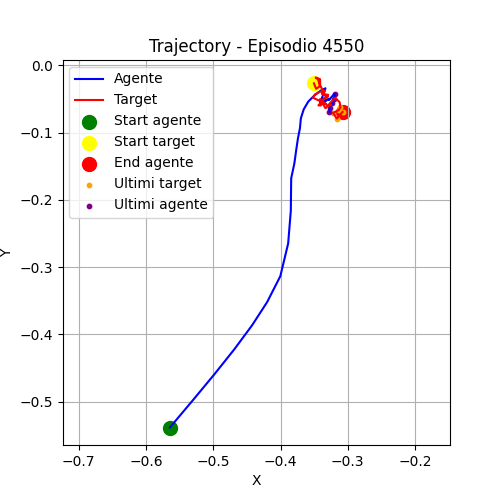 Trajectory - Episodio 4550
0.0
−0.1
−0.2
−0.3
−0.4
−0.5
Y
Agente
Target
Start agente
Start target
End agente
Ultimi target
Ultimi agente
−0.7
−0.6
−0.5
−0.4
−0.3
−0.2
X